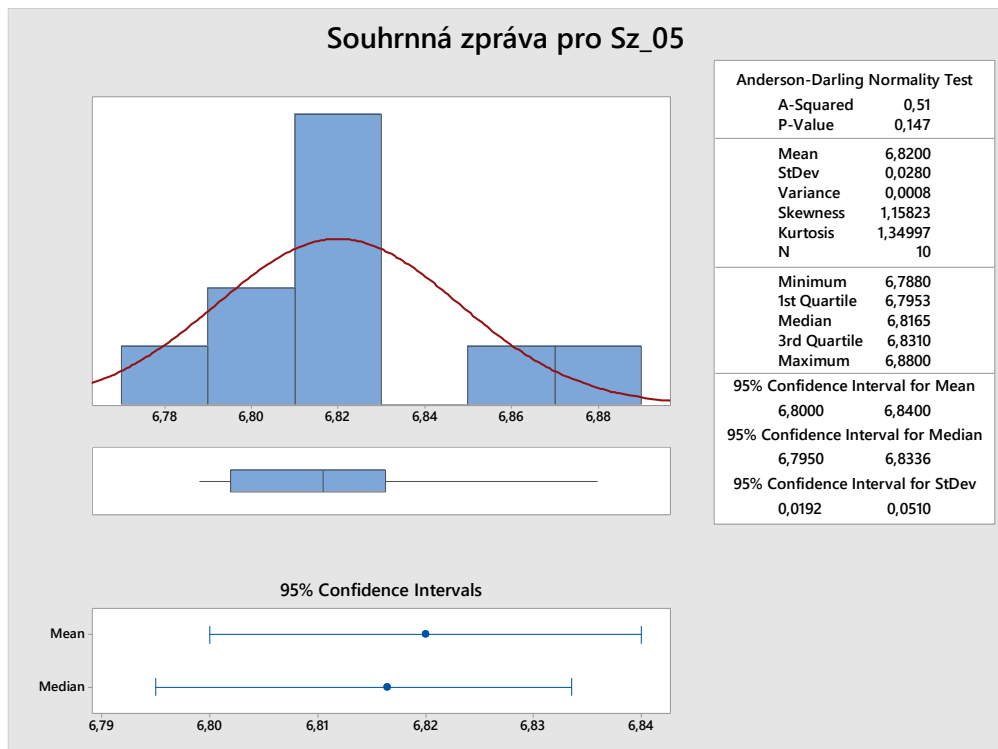 Souhrnná zpráva pro Sz_05
6,78 6,80 6,82 6,84 6,86 6,88
Anderson-Darling Normality Test
A-Squared 0,51
P-Value 0,147
Mean 6,8200
StDev 0,0280
Variance 0,0008
Skewness 1,15823
Kurtosis 1,34997
N 10
Minimum 6,7880
1st Quartile 6,7953
Median 6,8165
3rd Quartile 6,8310
Maximum 6,8800
95% Confidence Interval for Mean
6,8000 6,8400
95% Confidence Interval for Median
6,7950 6,8336
95% Confidence Interval for StDev
0,0192 0,0510
95% Confidence Intervals
Mean
Median
6,79 6,80 6,81 6,82 6,83 6,84